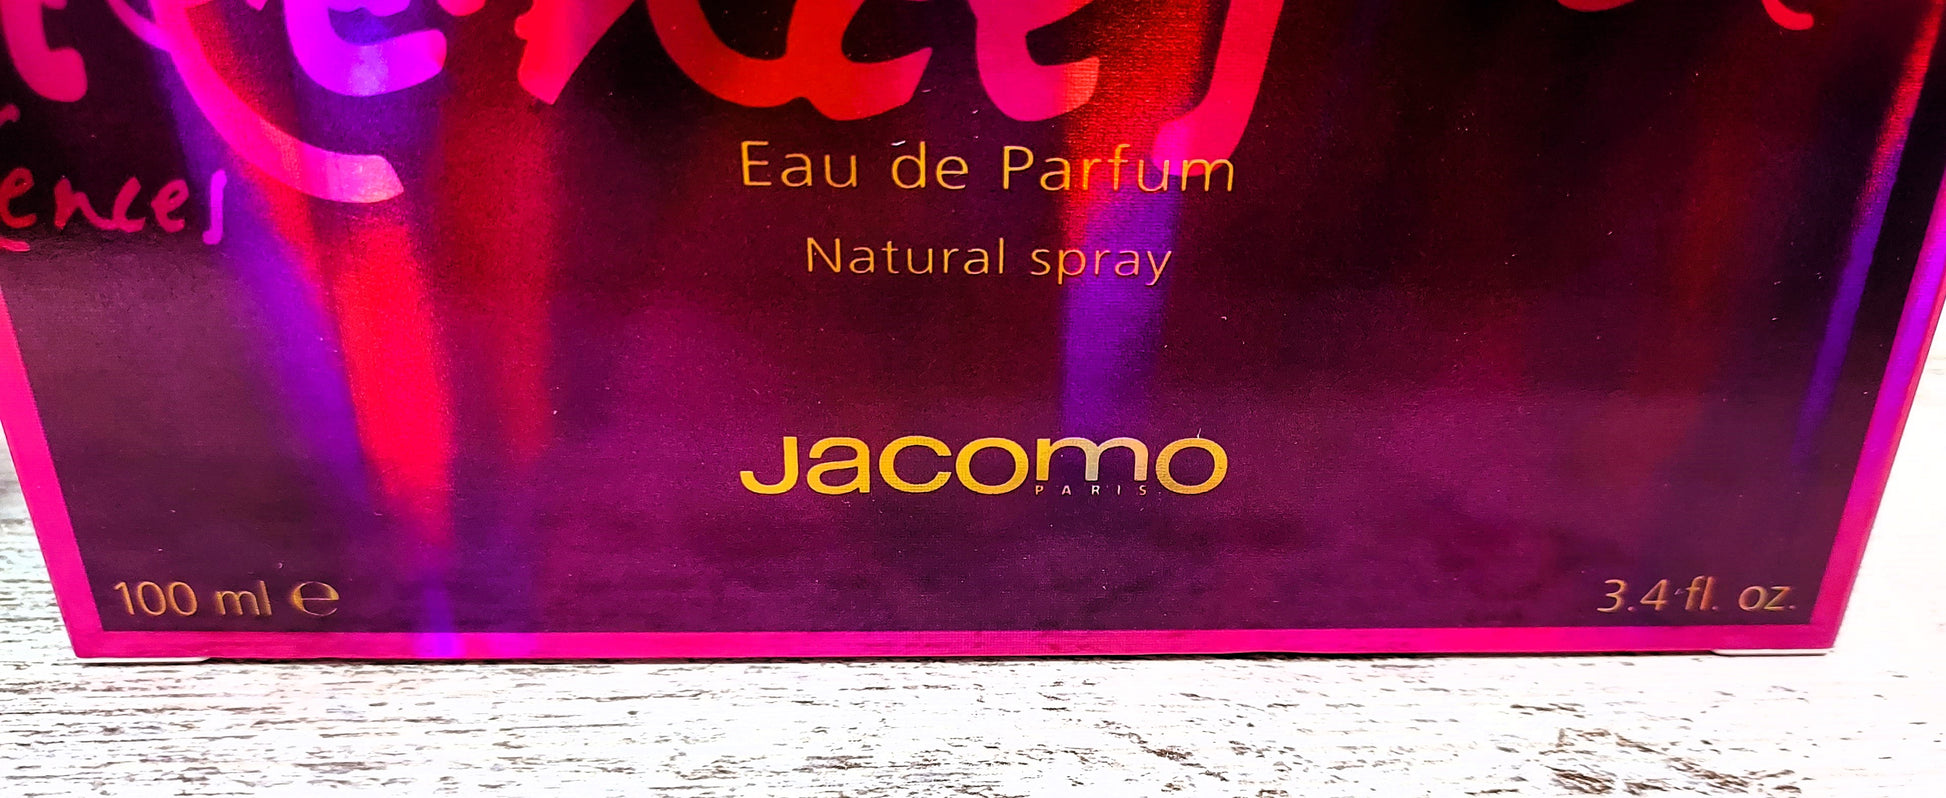 Eau de Parfum
Natural spray
Jacomo
PARIS
100 ml ℮
3.4 fl. oz.